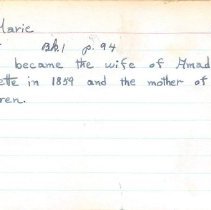 Marie
Bk1 p. 94
became the wife of Amad
ette in 1859 and the mother of
ren.